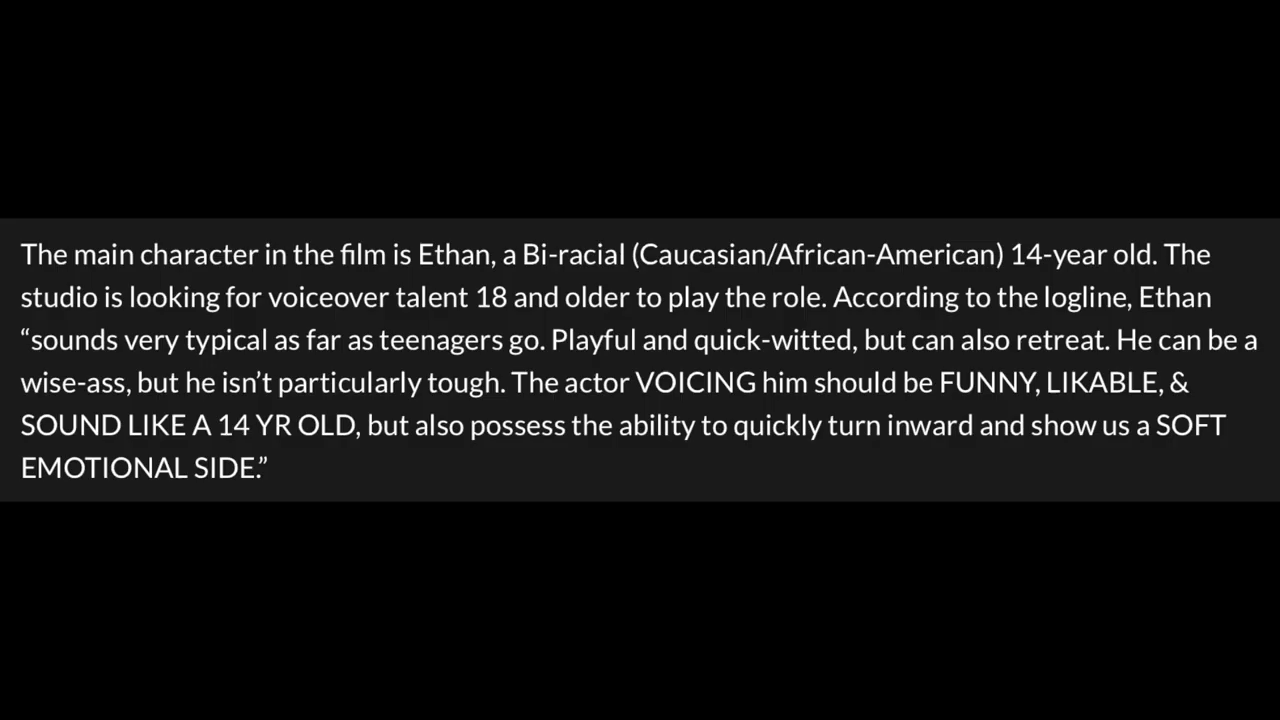 The main character in the film is Ethan, a Bi-racial (Caucasian/African-American) 14-year old. The
studio is looking for voiceover talent 18 and older to play the role. According to the logline, Ethan
“sounds very typical as far as teenagers go. Playful and quick-witted, but can also retreat. He can be a
wise-ass, but he isn’t particularly tough. The actor VOICING him should be FUNNY, LIKABLE, &
SOUND LIKE A 14 YR OLD, but also possess the ability to quickly turn inward and show us a SOFT
EMOTIONAL SIDE.”